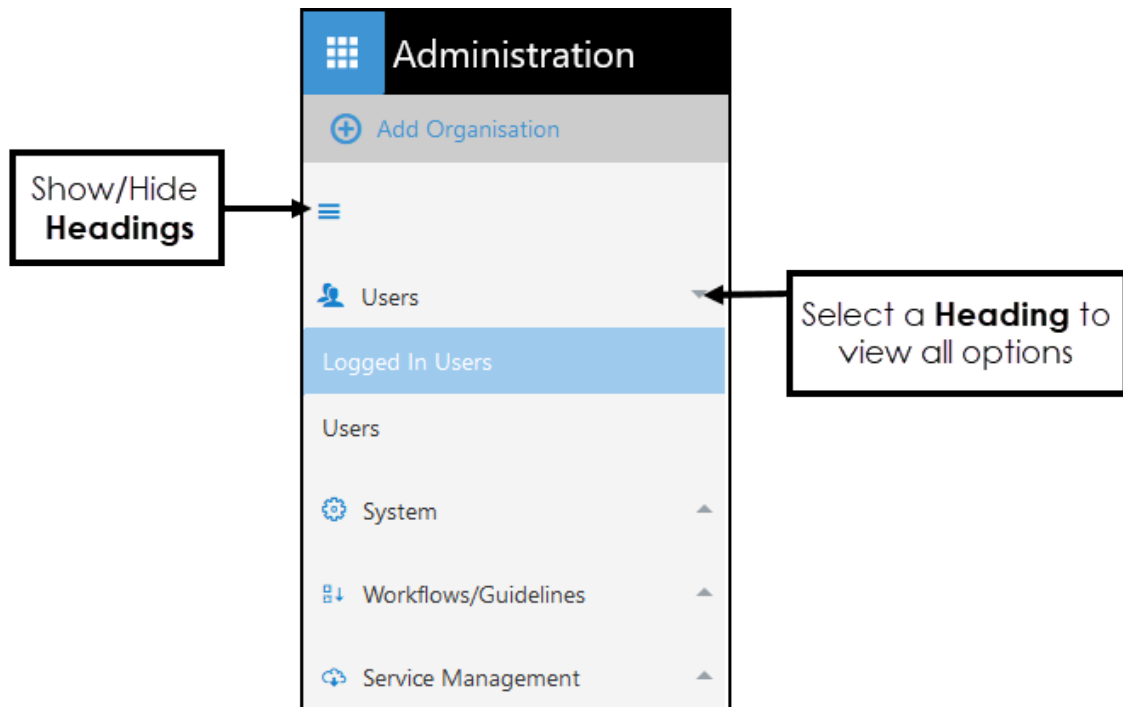 Administration
Add Organisation
Show/Hide
Headings
Users
Select a Heading to
view all options
Logged In Users
Users
System
Workflows/Guidelines
Service Management